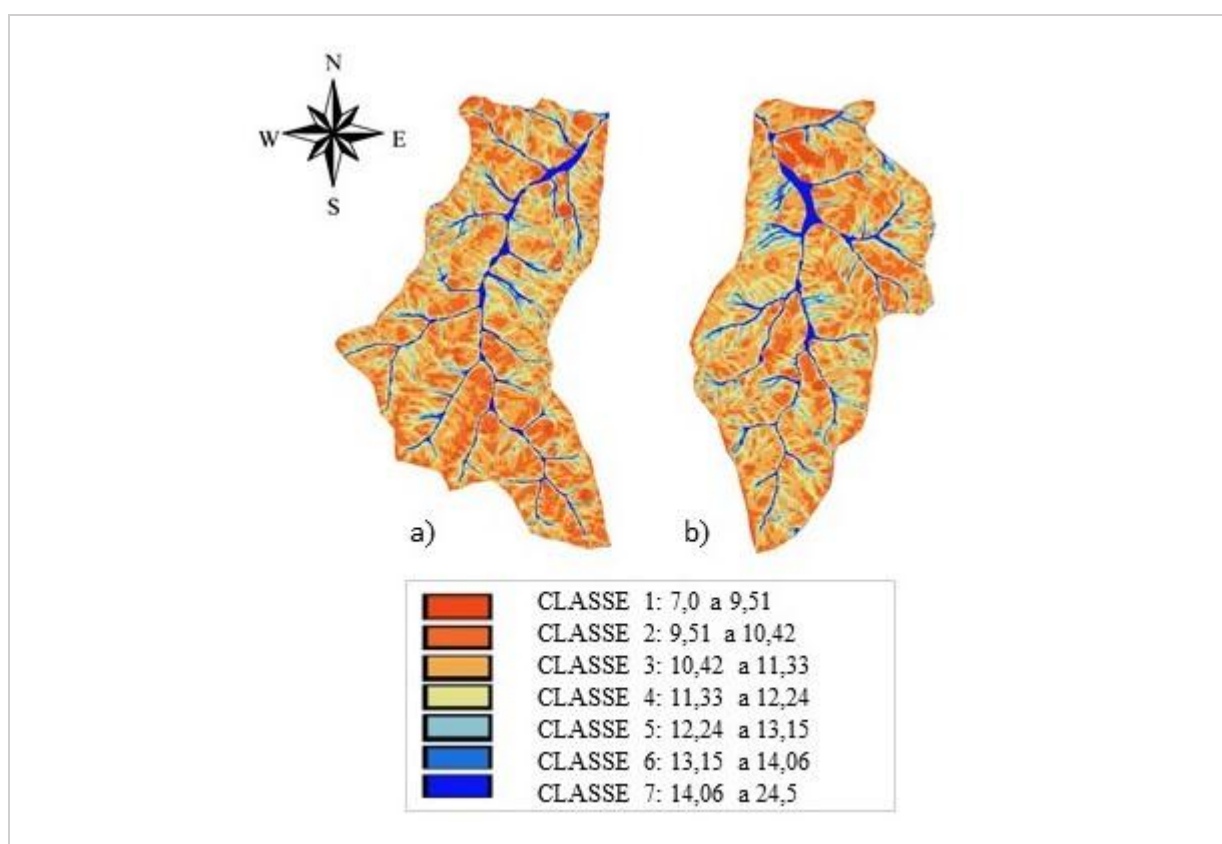 N
W E
S
a) b)
CLASSE 1: 7,0 a 9,51
CLASSE 2: 9,51 a 10,42
CLASSE 3: 10,42 a 11,33
CLASSE 4: 11,33 a 12,24
CLASSE 5: 12,24 a 13,15
CLASSE 6: 13,15 a 14,06
CLASSE 7: 14,06 a 24,5